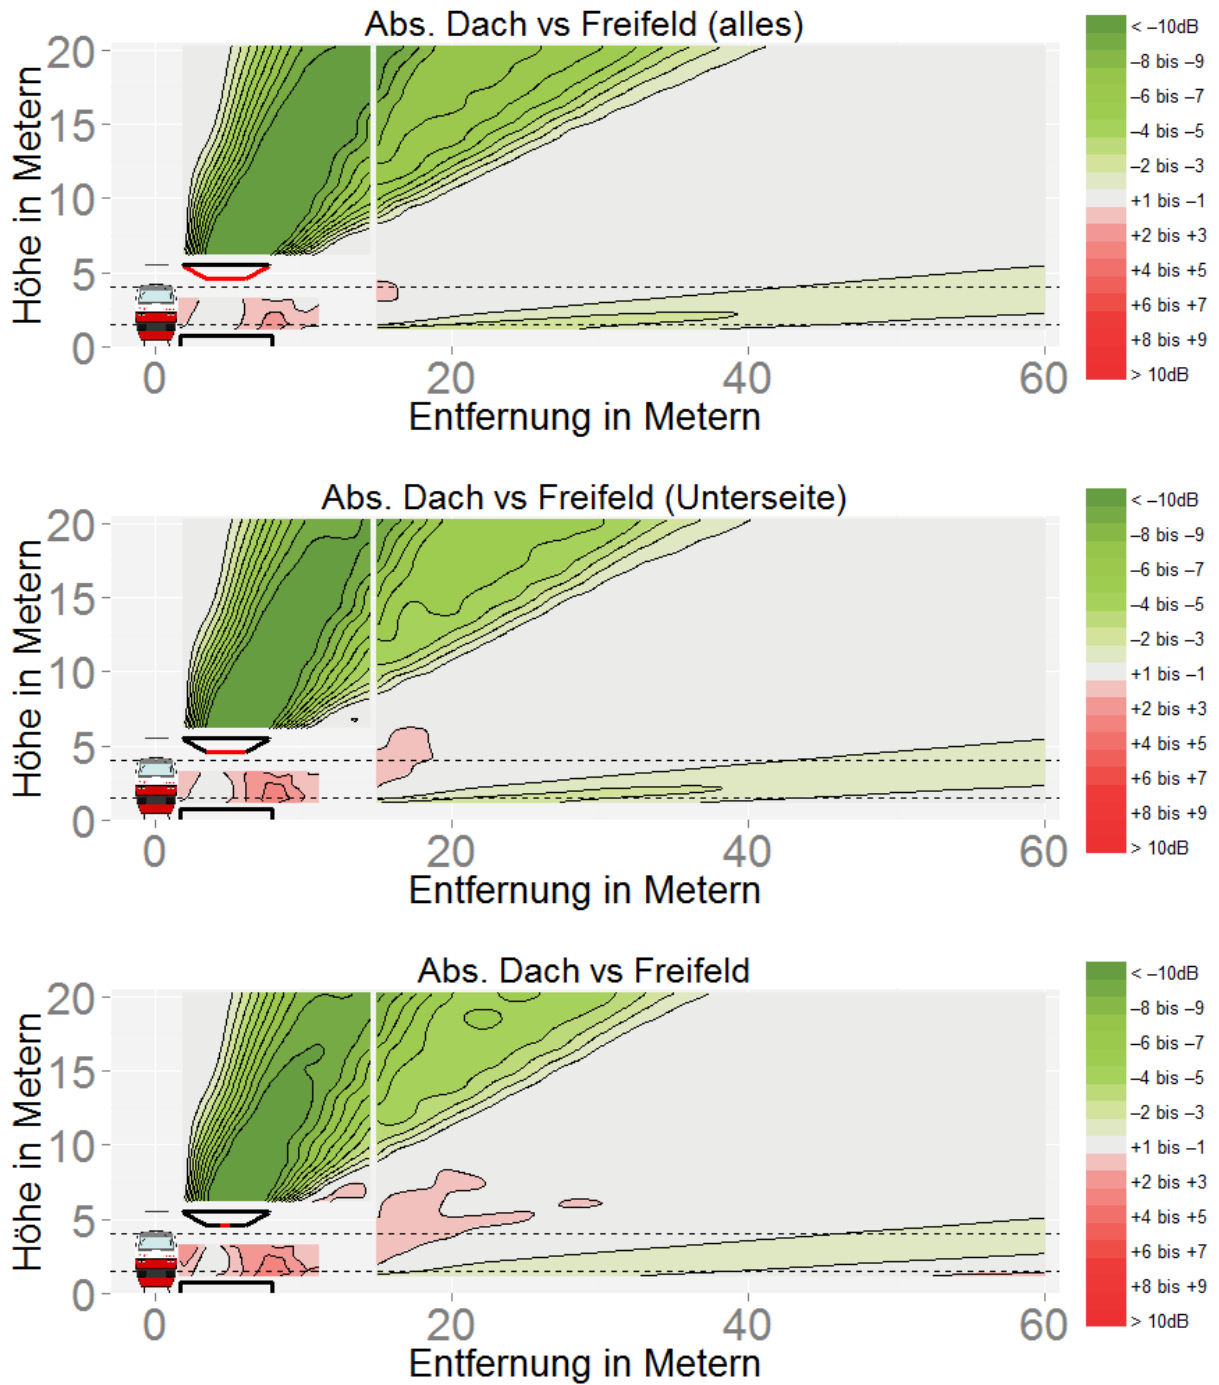 Abs. Dach vs Freifeld (alles)
Höhe in Metern
20
15
10
5
0
0 20 40 60
Entfernung in Metern
< –10dB
–8 bis –9
–6 bis –7
–4 bis –5
–2 bis –3
+1 bis –1
+2 bis +3
+4 bis +5
+6 bis +7
+8 bis +9
> 10dB
Abs. Dach vs Freifeld (Unterseite)
Höhe in Metern
20
15
10
5
0
0 20 40 60
Entfernung in Metern
< –10dB
–8 bis –9
–6 bis –7
–4 bis –5
–2 bis –3
+1 bis –1
+2 bis +3
+4 bis +5
+6 bis +7
+8 bis +9
> 10dB
Abs. Dach vs Freifeld
Höhe in Metern
20
15
10
5
0
0 20 40 60
Entfernung in Metern
< –10dB
–8 bis –9
–6 bis –7
–4 bis –5
–2 bis –3
+1 bis –1
+2 bis +3
+4 bis +5
+6 bis +7
+8 bis +9
> 10dB